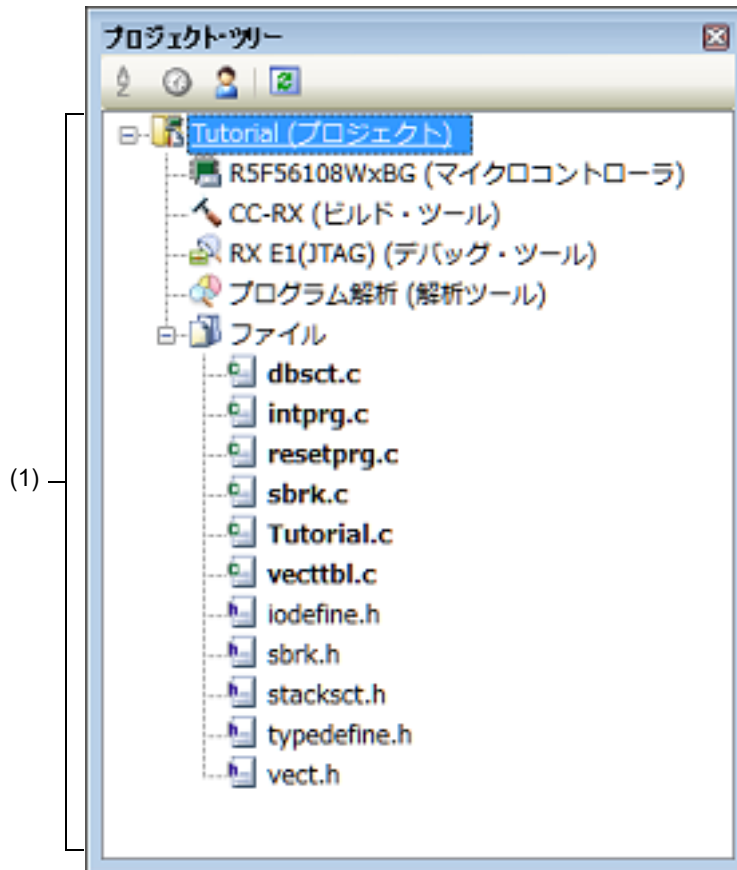 プロジェクト・ツリー
Tutorial (プロジェクト)
R5F56108WxBG (マイクロコントローラ)
CC-RX (ビルド・ツール)
RX E1(JTAG) (デバッグ・ツール)
プログラム解析 (解析ツール)
ファイル
dbsct.c
intprg.c
resetprg.c
(1)
sbrk.c
Tutorial.c
vecttbl.c
iodefine.h
sbrk.h
stacksct.h
typedefine.h
vect.h